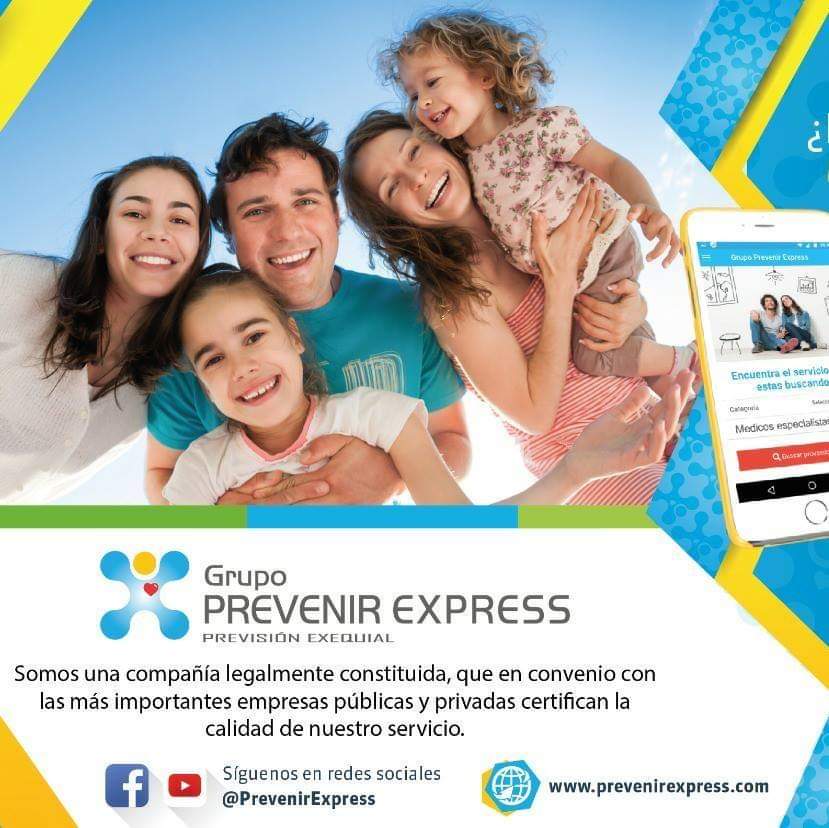 ¿
Grupo Prevenir Express
Encuentra el servicio
estas buscando
Categoría
Medicos especialistas
Buscar
Grupo
PREVENIR EXPRESS
PREVISIÓN EXEQUIAL
Somos una compañía legalmente constituida, que en convenio con
las más importantes empresas públicas y privadas certifican la
calidad de nuestro servicio.
Síguenos en redes sociales
@PrevenirExpress
www.prevenirexpress.com